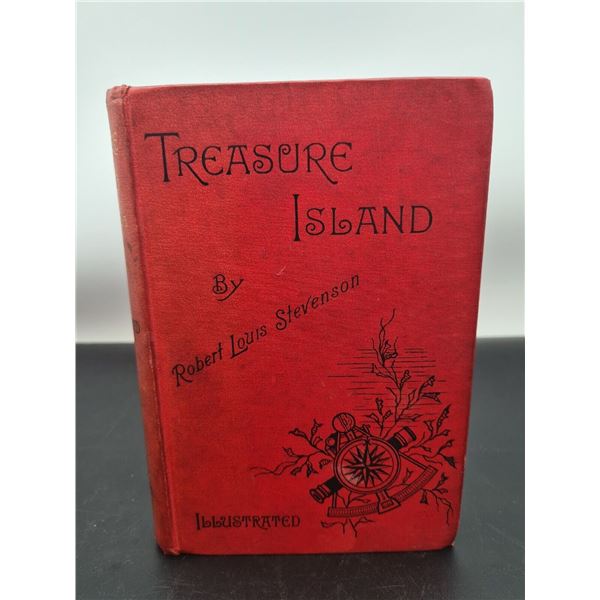 TREASURE
ISLAND
BY
Robert Louis Stevenson
ILLUSTRATED